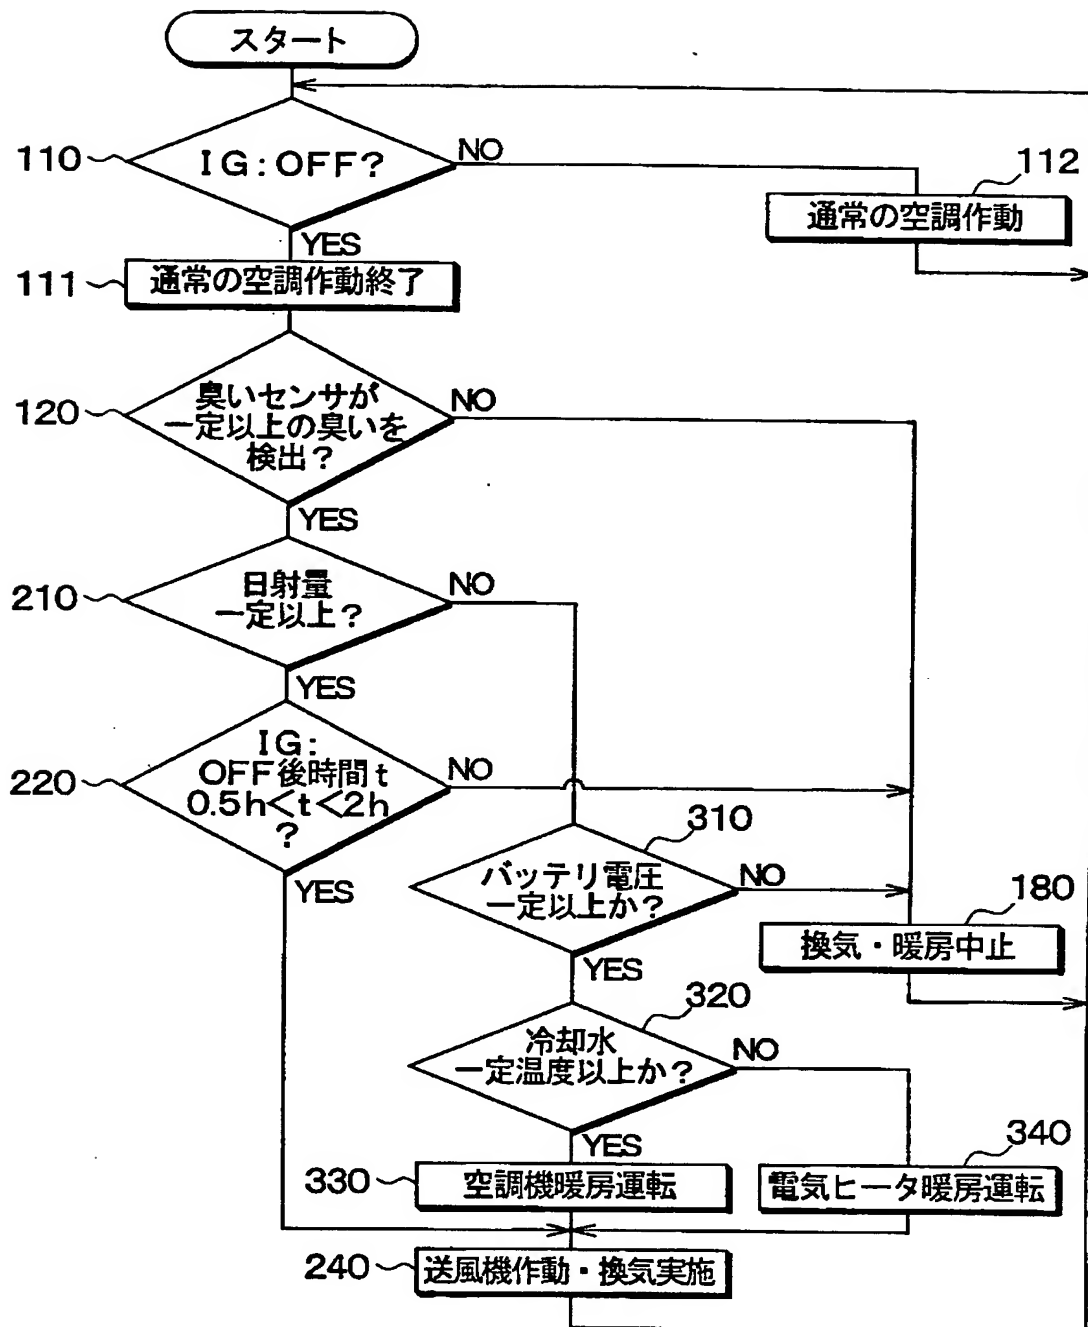 スタート
110
IG:OFF?
NO
112
通常の空調作動
YES
111
通常の空調作動終了
120
臭いセンサが
一定以上の臭いを
検出?
NO
YES
210
日射量
一定以上?
NO
YES
220
IG:
OFF後時間t
0.5h<t<2h
?
NO
YES
310
バッテリ電圧
一定以上か?
NO
180
換気・暖房中止
YES
320
冷却水
一定温度以上か?
NO
YES
340
330
空調機暖房運転
電気ヒータ暖房運転
240
送風機作動・換気実施